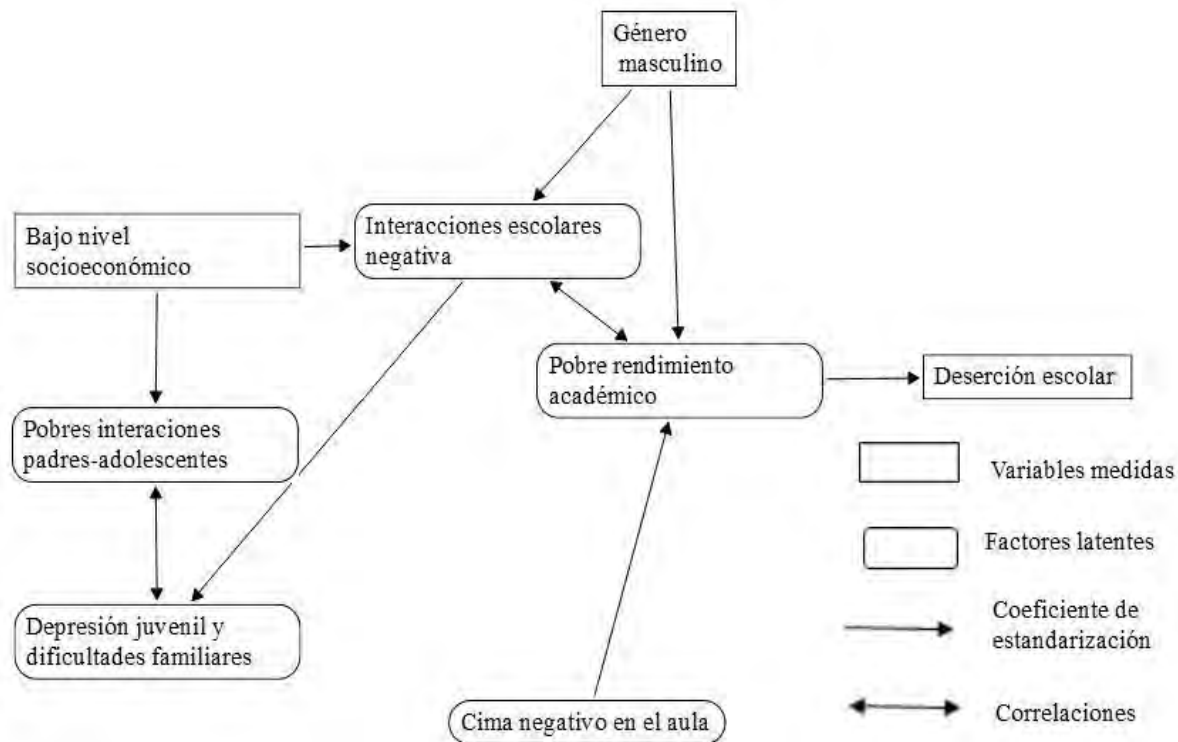 Género
masculino
Bajo nivel
socioeconómico
Interacciones escolares
negativa
Pobre rendimiento
académico
Deserción escolar
Pobres interaciones
padres-adolescentes
Depresión juvenil y
dificultades familiares
Cima negativo en el aula
Variables medidas
Factores latentes
Coeficiente de
estandarización
Correlaciones